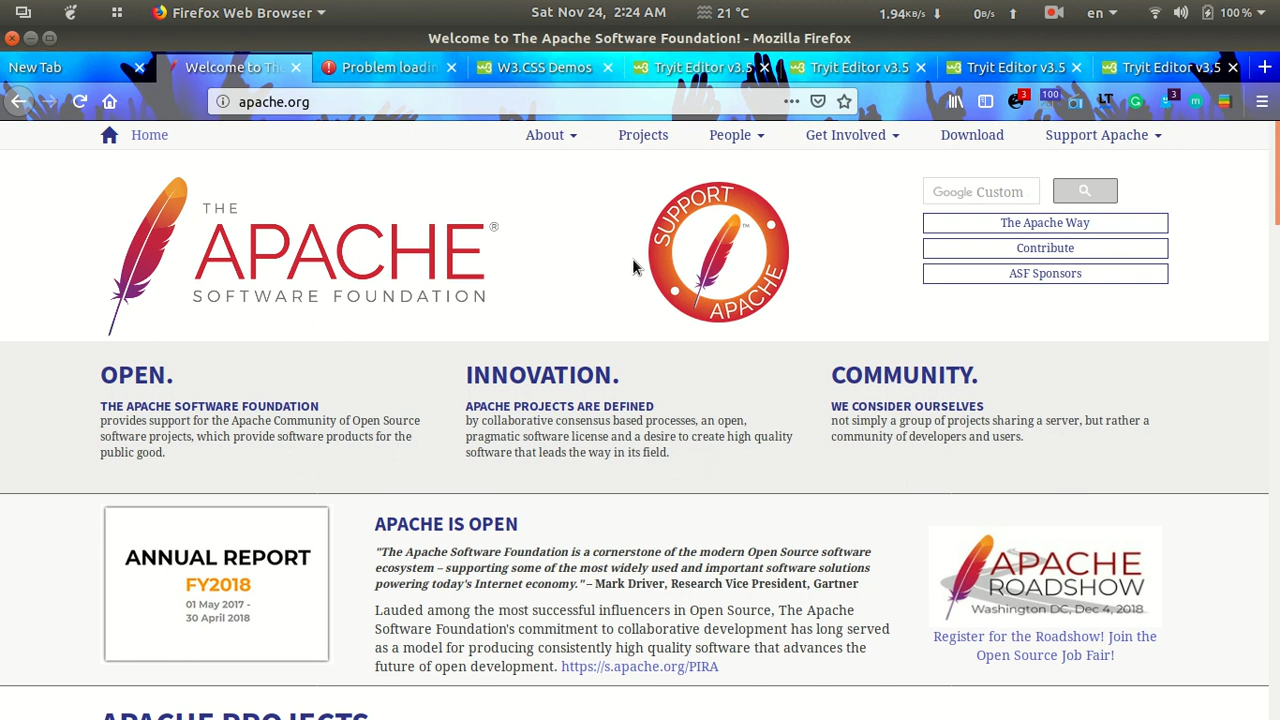 Firefox Web Browser
Sat Nov 24, 2:24 AM
21 °C
1.94KB/s
0B/s
en
100 %
Welcome to The Apache Software Foundation! - Mozilla Firefox
New Tab
Welcome to The
Problem loadin
W3.CSS Demos
Tryit Editor v3.5
Tryit Editor v3.5
Tryit Editor v3.5
Tryit Editor v3.5
apache.org
3
100
LT
3
Home
About
Projects
People
Get Involved
Download
Support Apache
THE
APACHE®
SOFTWARE FOUNDATION
SUPPORT
APACHE
™
Google Custom
The Apache Way
Contribute
ASF Sponsors
OPEN.
THE APACHE SOFTWARE FOUNDATION
provides support for the Apache Community of Open Source
software projects, which provide software products for the
public good.
INNOVATION.
APACHE PROJECTS ARE DEFINED
by collaborative consensus based processes, an open,
pragmatic software license and a desire to create high quality
software that leads the way in its field.
COMMUNITY.
WE CONSIDER OURSELVES
not simply a group of projects sharing a server, but rather a
community of developers and users.
ANNUAL REPORT
FY2018
01 May 2017 -
30 April 2018
APACHE IS OPEN
"The Apache Software Foundation is a cornerstone of the modern Open Source software
ecosystem – supporting some of the most widely used and important software solutions
powering today's Internet economy." – Mark Driver, Research Vice President, Gartner
Lauded among the most successful influencers in Open Source, The Apache
Software Foundation's commitment to collaborative development has long served
as a model for producing consistently high quality software that advances the
future of open development. https://s.apache.org/PIRA
APACHE
ROADSHOW
Washington DC, Dec 4, 2018
Register for the Roadshow! Join the
Open Source Job Fair!
APACHE PROJECTS